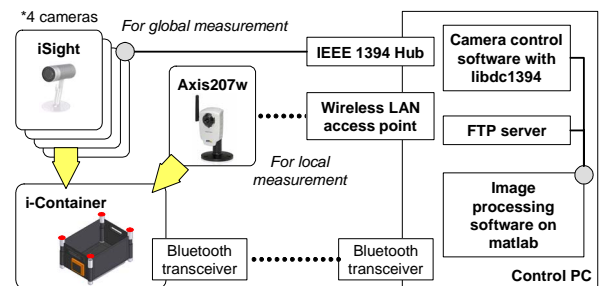 *4 cameras
iSight
For global measurement
IEEE 1394 Hub
Camera control
software with
libdc1394
Axis207w
Wireless LAN
access point
FTP server
For local
measurement
i-Container
Image
processing
software on
matlab
Bluetooth
transceiver
Bluetooth
transceiver
Control PC